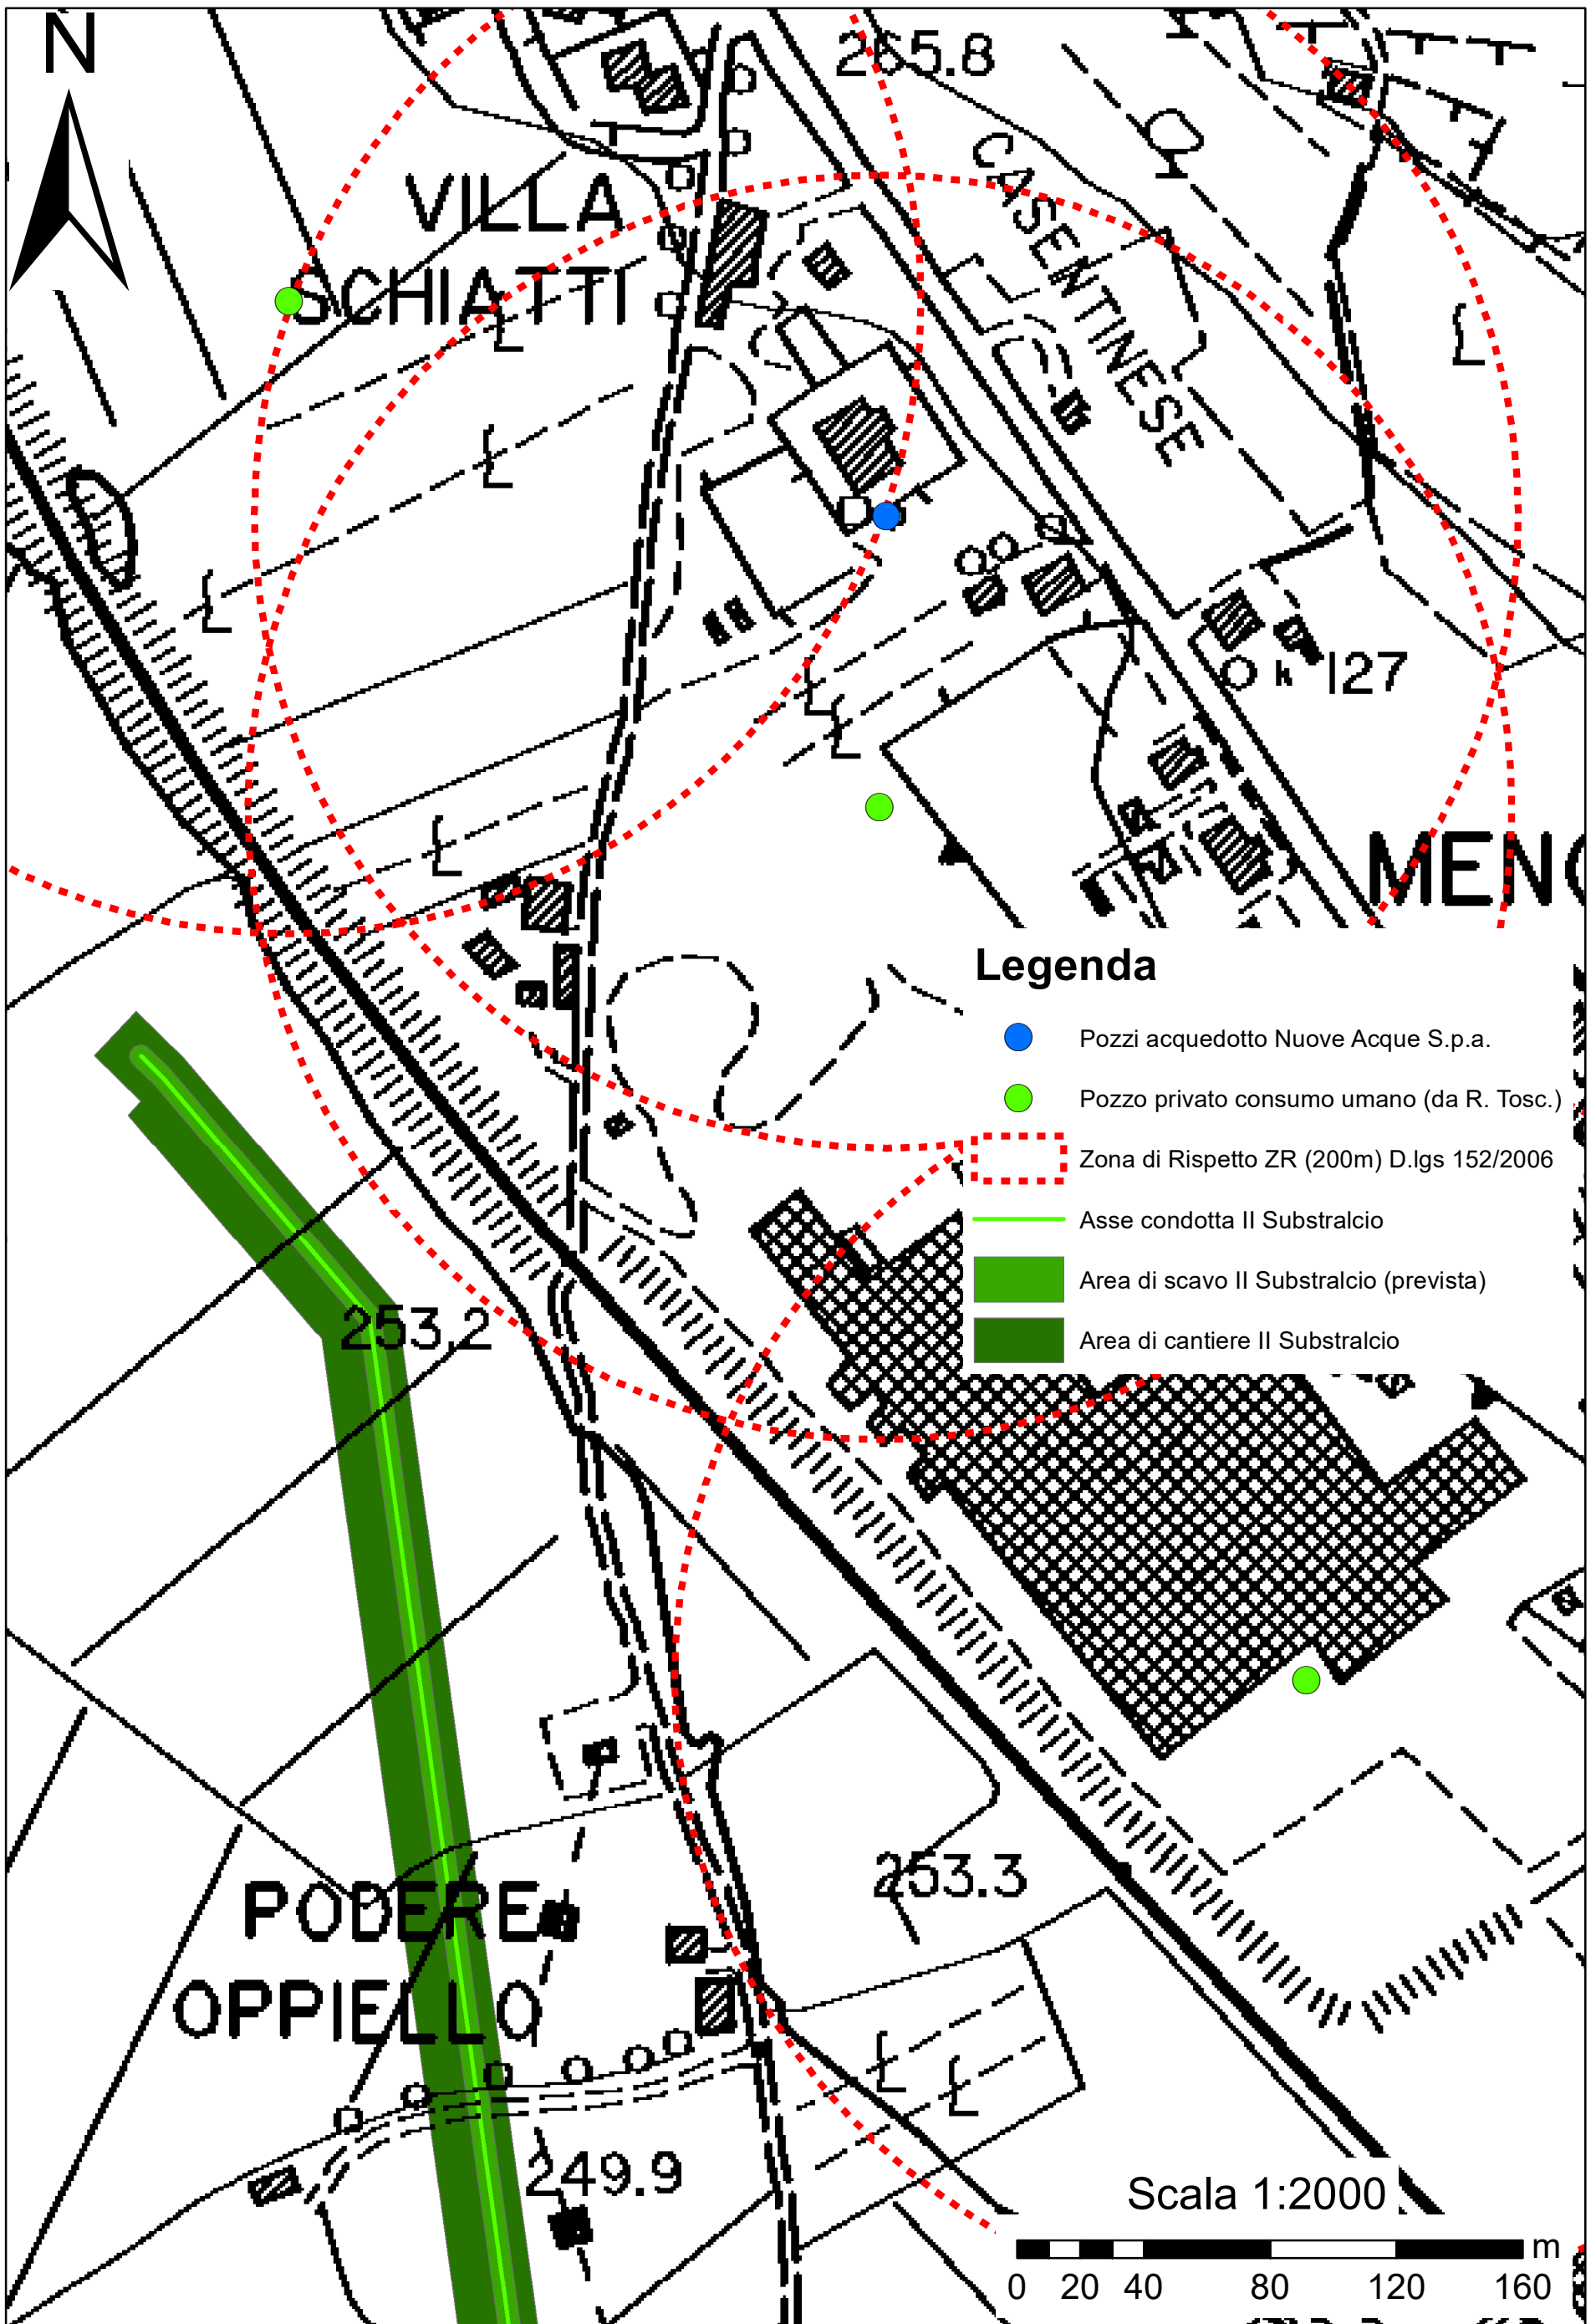 N
265.8
VILLA
SCHIATTI
CASENTINESE
127
Legenda
Pozzi acquedotto Nuove Acque S.p.a.
Pozzo privato consumo umano (da R. Tosc.)
Zona di Rispetto ZR (200m) D.lgs 152/2006
Asse condotta II Substralcio
Area di scavo II Substralcio (prevista)
Area di cantiere II Substralcio
253.2
253.3
PODERE
OPPIELLO
249.9
Scala 1:2000
m
0 20 40 80 120 160